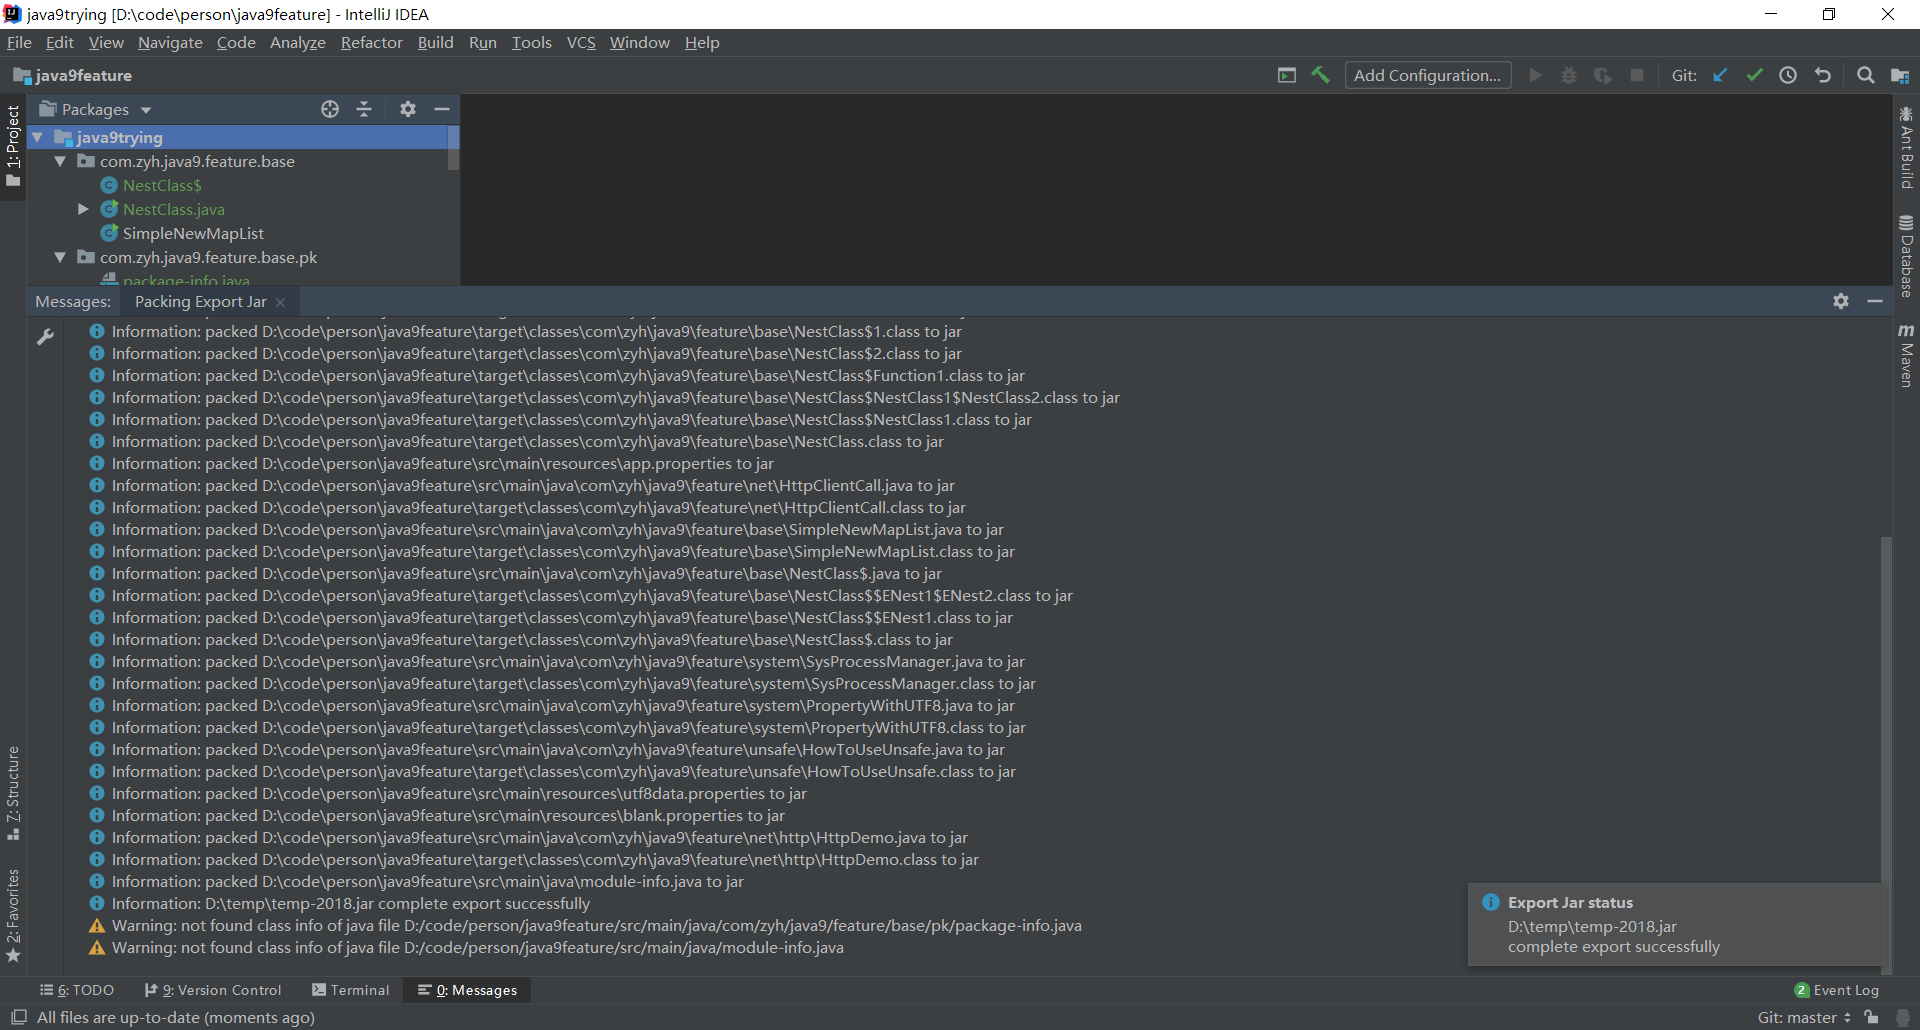 java9trying [D:\code\person\java9feature] - IntelliJ IDEA
File Edit View Navigate Code Analyze Refactor Build Run Tools VCS Window Help
java9feature
Add Configuration...
Git:
1: Project
Packages
java9trying
com.zyh.java9.feature.base
NestClass$
NestClass.java
SimpleNewMapList
com.zyh.java9.feature.base.pk
package-info.java
Ant Build
Database
Maven
Messages: Packing Export Jar
Information: packed D:\code\person\java9feature\target\classes\com\zyh\java9\feature\base\NestClass$1.class to jar
Information: packed D:\code\person\java9feature\target\classes\com\zyh\java9\feature\base\NestClass$2.class to jar
Information: packed D:\code\person\java9feature\target\classes\com\zyh\java9\feature\base\NestClass$Function1.class to jar
Information: packed D:\code\person\java9feature\target\classes\com\zyh\java9\feature\base\NestClass$NestClass1$NestClass2.class to jar
Information: packed D:\code\person\java9feature\target\classes\com\zyh\java9\feature\base\NestClass$NestClass1.class to jar
Information: packed D:\code\person\java9feature\target\classes\com\zyh\java9\feature\base\NestClass.class to jar
Information: packed D:\code\person\java9feature\src\main\resources\app.properties to jar
Information: packed D:\code\person\java9feature\src\main\java\com\zyh\java9\feature\net\HttpClientCall.java to jar
Information: packed D:\code\person\java9feature\target\classes\com\zyh\java9\feature\net\HttpClientCall.class to jar
Information: packed D:\code\person\java9feature\src\main\java\com\zyh\java9\feature\base\SimpleNewMapList.java to jar
Information: packed D:\code\person\java9feature\target\classes\com\zyh\java9\feature\base\SimpleNewMapList.class to jar
Information: packed D:\code\person\java9feature\src\main\java\com\zyh\java9\feature\base\NestClass$.java to jar
Information: packed D:\code\person\java9feature\target\classes\com\zyh\java9\feature\base\NestClass$$ENest1$ENest2.class to jar
Information: packed D:\code\person\java9feature\target\classes\com\zyh\java9\feature\base\NestClass$$ENest1.class to jar
Information: packed D:\code\person\java9feature\target\classes\com\zyh\java9\feature\base\NestClass$.class to jar
Information: packed D:\code\person\java9feature\src\main\java\com\zyh\java9\feature\system\SysProcessManager.java to jar
Information: packed D:\code\person\java9feature\target\classes\com\zyh\java9\feature\system\SysProcessManager.class to jar
Information: packed D:\code\person\java9feature\src\main\java\com\zyh\java9\feature\system\PropertyWithUTF8.java to jar
Information: packed D:\code\person\java9feature\target\classes\com\zyh\java9\feature\system\PropertyWithUTF8.class to jar
Information: packed D:\code\person\java9feature\src\main\java\com\zyh\java9\feature\unsafe\HowToUseUnsafe.java to jar
Information: packed D:\code\person\java9feature\target\classes\com\zyh\java9\feature\unsafe\HowToUseUnsafe.class to jar
Information: packed D:\code\person\java9feature\src\main\resources\utf8data.properties to jar
Information: packed D:\code\person\java9feature\src\main\resources\blank.properties to jar
Information: packed D:\code\person\java9feature\src\main\java\com\zyh\java9\feature\net\http\HttpDemo.java to jar
Information: packed D:\code\person\java9feature\target\classes\com\zyh\java9\feature\net\http\HttpDemo.class to jar
Information: packed D:\code\person\java9feature\src\main\java\module-info.java to jar
Information: D:\temp\temp-2018.jar complete export successfully
Warning: not found class info of java file D:/code/person/java9feature/src/main/java/com/zyh/java9/feature/base/pk/package-info.java
Warning: not found class info of java file D:/code/person/java9feature/src/main/java/module-info.java
Export Jar status
D:\temp\temp-2018.jar
complete export successfully
7: Structure
2: Favorites
6: TODO 9: Version Control Terminal 0: Messages
2 Event Log
All files are up-to-date (moments ago)
Git: master